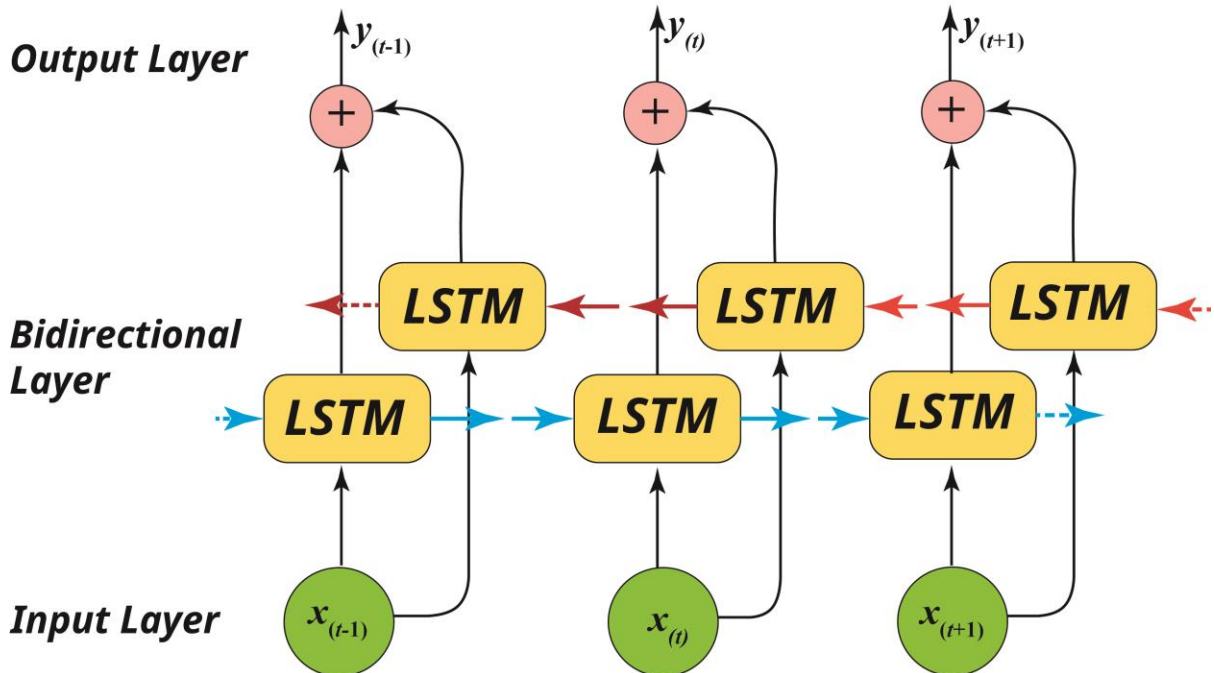 Output Layer
y(t-1)
y(t)
y(t+1)
+
+
+
Bidirectional
Layer
LSTM
LSTM
LSTM
LSTM
LSTM
LSTM
Input Layer
x(t-1)
x(t)
x(t+1)